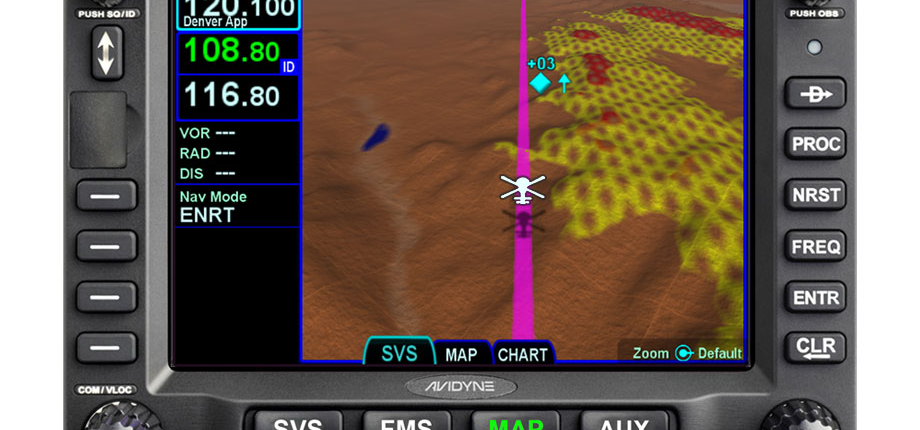 PUSH SQ/ID
120.100
Denver App
108.80
ID
116.80
VOR ---
RAD ---
DIS ---
Nav Mode
ENRT
+03
SVS
MAP
CHART
Zoom
Default
PUSH OBS
D
PROC
NRST
FREQ
ENTR
CLR
COM/VLOC
AVIDYNE
SVS
FMS
MAP
AUX